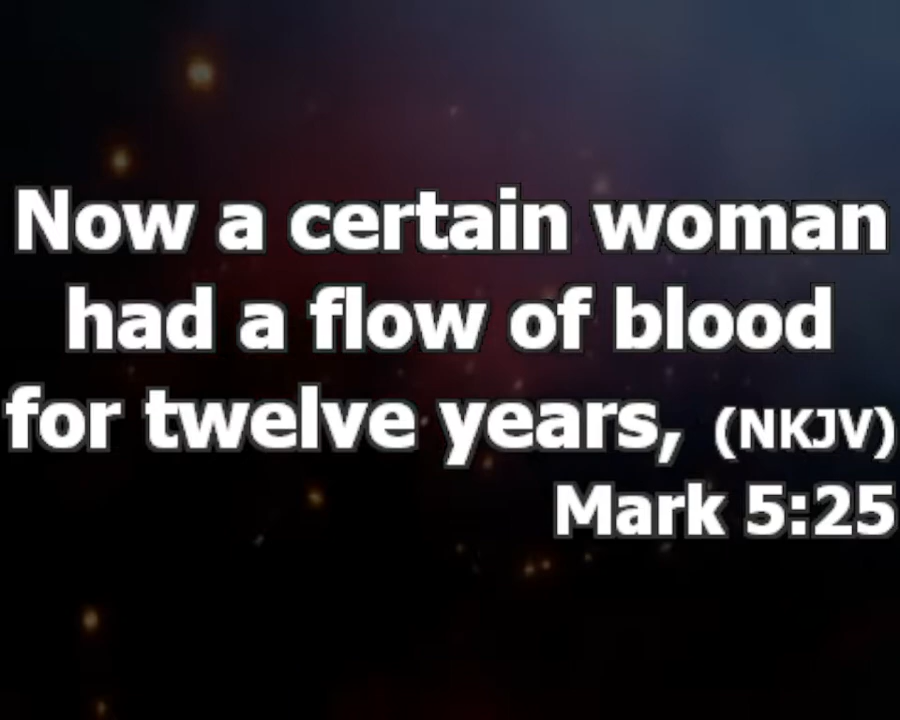 Now a certain woman
had a flow of blood
for twelve years, (NKJV)
Mark 5:25